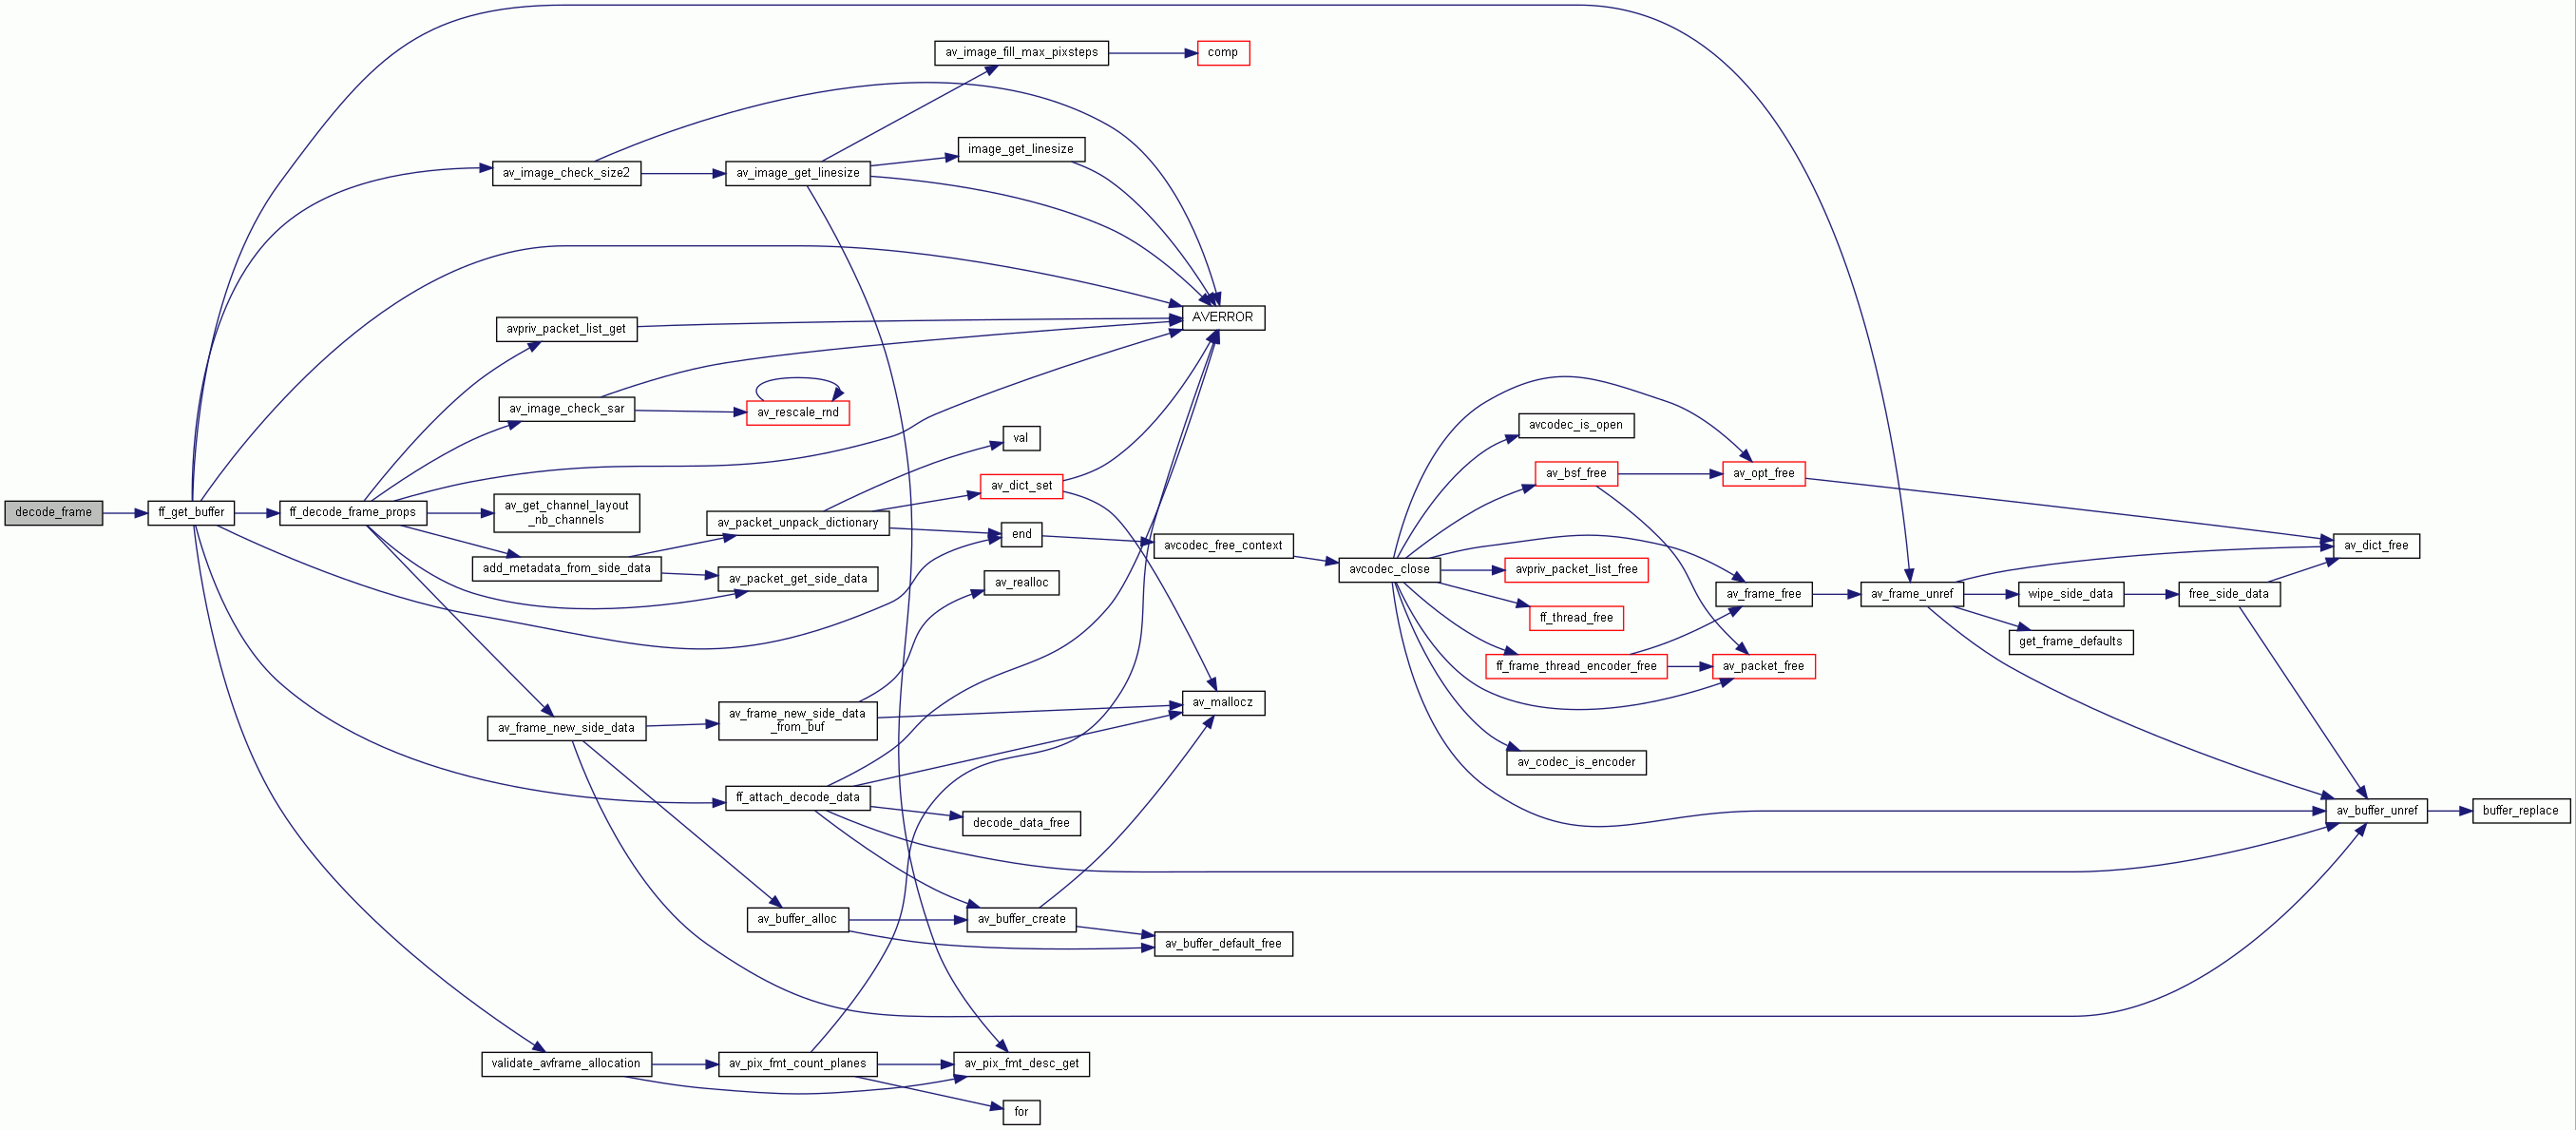 decode_frame
ff_get_buffer
av_image_check_size2
av_image_get_linesize
av_image_fill_max_pixsteps
comp
image_get_linesize
AVERROR
ff_decode_frame_props
avpriv_packet_list_get
av_image_check_sar
av_rescale_rnd
av_get_channel_layout
_nb_channels
add_metadata_from_side_data
av_packet_unpack_dictionary
val
av_dict_set
end
av_packet_get_side_data
av_realloc
av_frame_new_side_data
av_frame_new_side_data
_from_buf
av_mallocz
ff_attach_decode_data
decode_data_free
av_buffer_alloc
av_buffer_create
av_buffer_default_free
validate_avframe_allocation
av_pix_fmt_count_planes
av_pix_fmt_desc_get
for
avcodec_free_context
avcodec_close
avcodec_is_open
av_bsf_free
av_opt_free
avpriv_packet_list_free
ff_thread_free
ff_frame_thread_encoder_free
av_packet_free
av_codec_is_encoder
av_frame_free
av_frame_unref
wipe_side_data
get_frame_defaults
free_side_data
av_dict_free
av_buffer_unref
buffer_replace